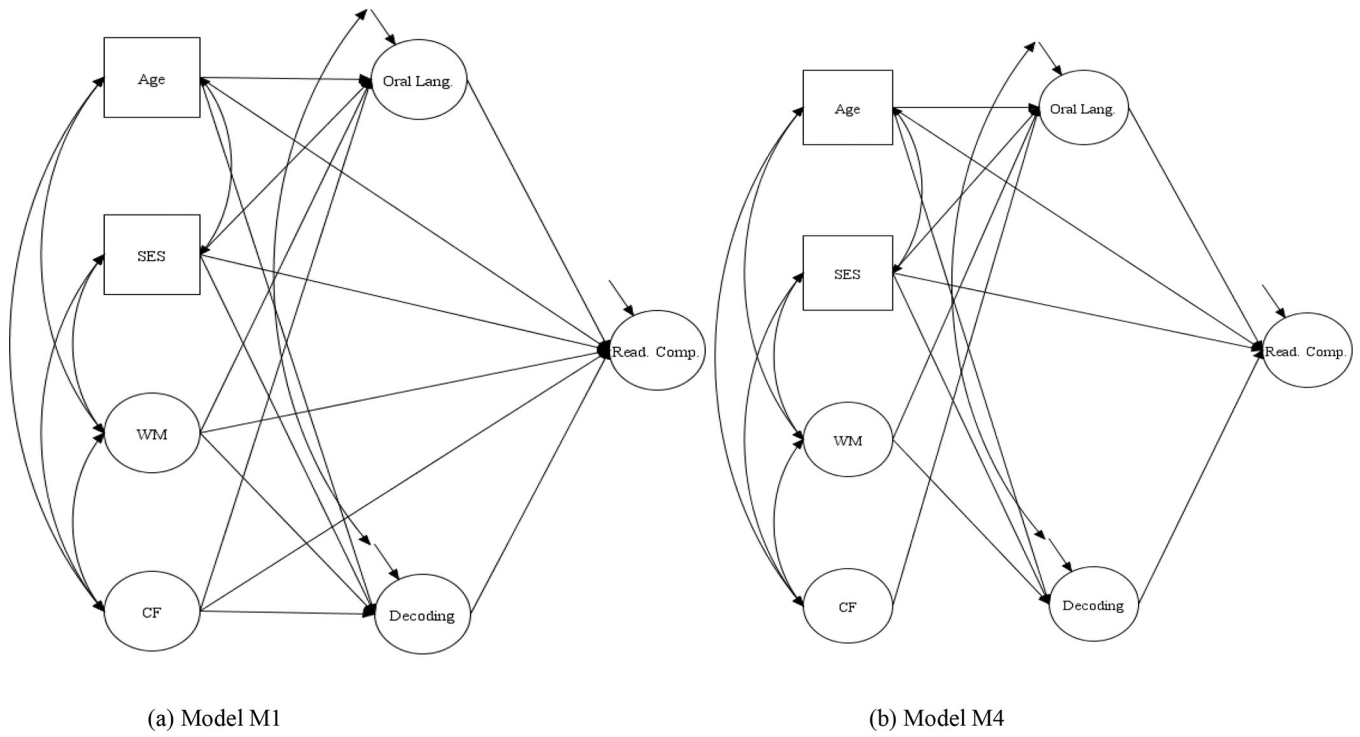 Age
Oral Lang.
SES
Read. Comp.
WM
CF
Decoding
(a) Model M1
Age
Oral Lang.
SES
Read. Comp.
WM
CF
Decoding
(b) Model M4